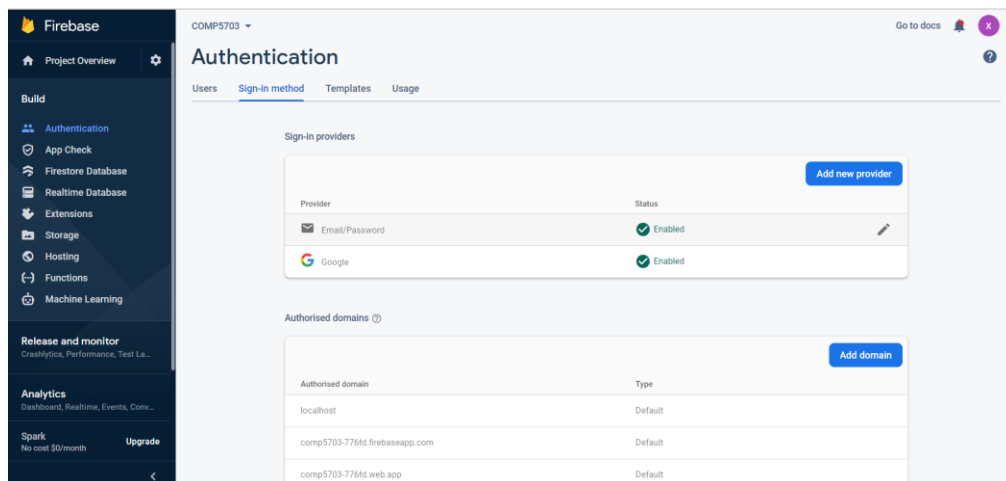 Firebase
Project Overview
Build
Authentication
App Check
Firestore Database
Realtime Database
Extensions
Storage
Hosting
Functions
Machine Learning
Release and monitor
Crashlytics, Performance, Test La...
Analytics
Dashboard, Realtime, Events, Conv...
Spark
No cost $0/month
Upgrade
COMP5703
Go to docs
X
Authentication
Users Sign-in method Templates Usage
Sign-in providers
Add new provider
Provider Status
Email/Password Enabled
Google Enabled
Authorised domains
Add domain
Authorised domain Type
localhost Default
comp5703-776fd.firebaseapp.com Default
comp5703-776fd.web.app Default